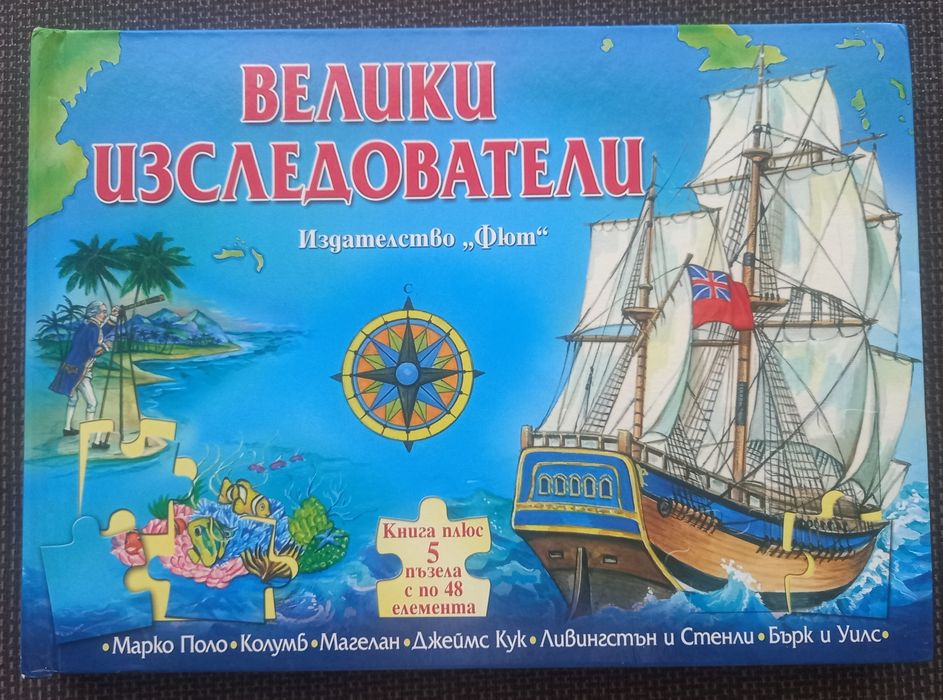 ВЕЛИКИ
ИЗСЛЕДОВАТЕЛИ
Издателство „Фют“
С
Книга плюс
5
пъзела
с по 48
елемента
•Марко Поло•Колумб•Магелан•Джеймс Кук•Ливингстън и Стенли•Бърк и Уилс•